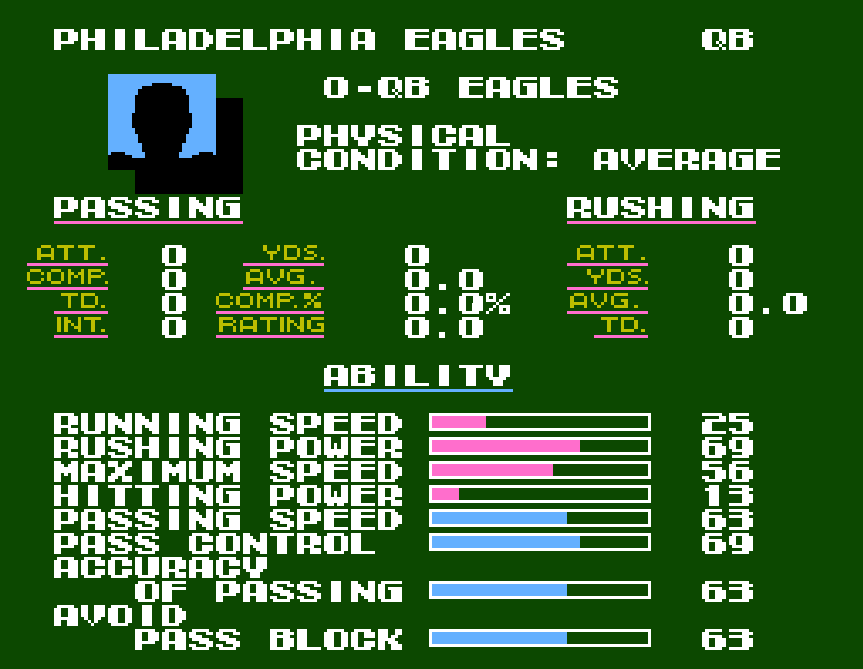 PHILADELPHIA EAGLES QB
0-QB EAGLES
PHYSICAL
CONDITION: AVERAGE
PASSING RUSHING
ATT. 0 YDS. 0 ATT. 0
COMP. 0 AVG. 0.0 YDS. 0
TD. 0 COMP.% 0.0% AVG. 0.0
INT. 0 RATING 0.0 TD. 0
ABILITY
RUNNING SPEED 25
RUSHING POWER 69
MAXIMUM SPEED 56
HITTING POWER 13
PASSING SPEED 63
PASS CONTROL 69
ACCURACY
OF PASSING 63
AVOID
PASS BLOCK 63